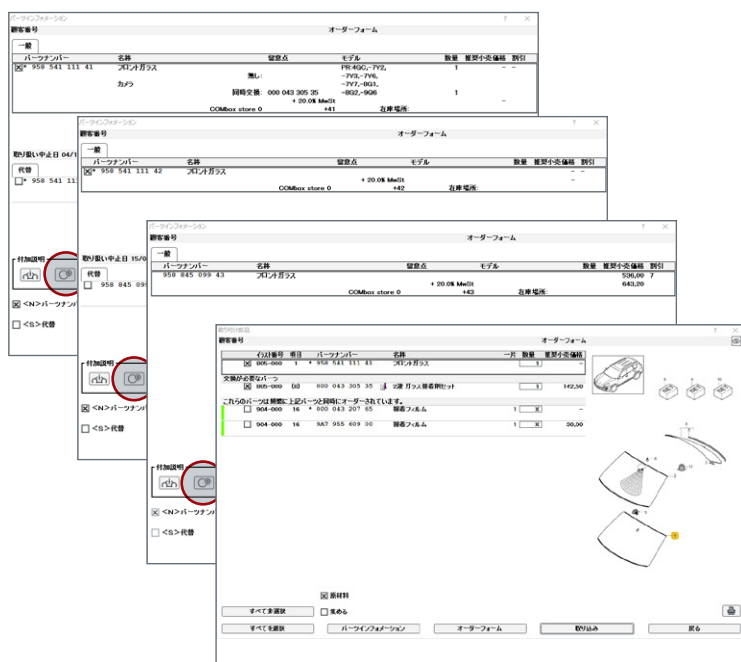 パーツインフォメーション ? ×
顧客番号 オーダーフォーム
一般
パーツナンバー 名称 留意点 モデル 数量 推奨小売価格 割引
* 958 541 111 41 フロントガラス PR:4GO,-7Y2, 1 - -
無し: -7Y3,-7Y6,
カメラ -7Y7,-8G1,
同時交換: 000 043 305 35 -8G2,-9Q6 1
+ 20.0% MwSt -
COMbox store 0 +41 在庫場所:
取り扱い中止日 04/1
代替
* 958 541 11
付加説明
<N>パーツナンバ
<S>代替
パーツインフォメーション ? ×
顧客番号 オーダーフォーム
一般
パーツナンバー 名称 留意点 モデル 数量 推奨小売価格 割引
* 958 541 111 42 フロントガラス - -
+ 20.0% MwSt -
COMbox store 0 +42 在庫場所:
取り扱い中止日 15/0
代替
958 845 09
付加説明
<N>パーツナンバ
<S>代替
パーツインフォメーション ? ×
顧客番号 オーダーフォーム
一般
パーツナンバー 名称 留意点 モデル 数量 推奨小売価格 割引
958 845 099 43 フロントガラス 536,00 7
+ 20.0% MwSt 643,20
COMbox store 0 +43 在庫場所:
付加説明
<N>パーツナンバ
<S>代替
取り付け部品 ? ×
顧客番号 オーダーフォーム
イラスト番号 項目 パーツナンバー 名称 一片 数量 推奨小売価格
805-000 1 * 958 541 111 41 フロントガラス 1 -
交換が必要なパーツ
805-000 (8) 000 043 305 35 2液 ガラス接着剤セット 1 142,50
これらのパーツは頻繁に上記パーツと同時にオーダーされています。
904-000 16 * 000 043 207 65 接着フィルム 1 X -
904-000 16 9A7 955 609 00 接着フィルム 1 X 20,00
原材料
すべて非選択 集める
すべてを選択 パーツインフォメーション オーダーフォーム 取り込み 戻る